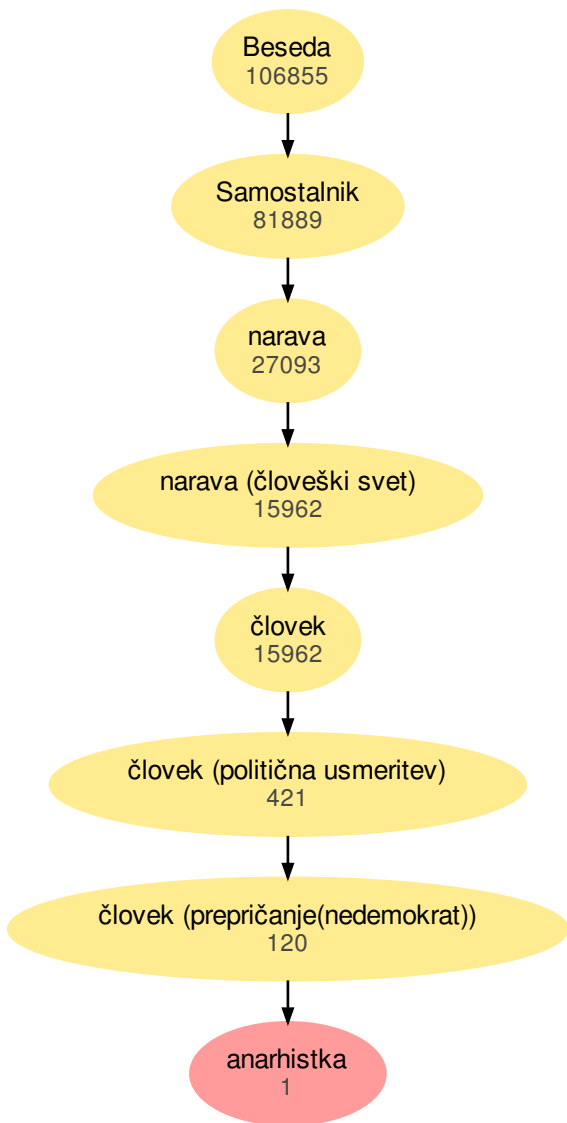 Beseda
106855
Samostalnik
81889
narava
27093
narava (človeški svet)
15962
človek
15962
človek (politična usmeritev)
421
človek (prepričanje(nedemokrat))
120
anarhistka
1